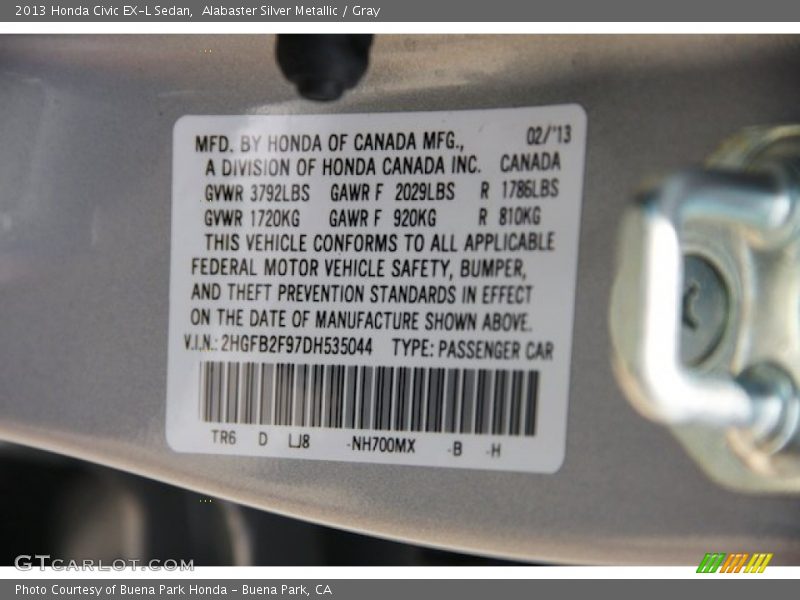 2013 Honda Civic EX-L Sedan,  Alabaster Silver Metallic / Gray
MFD. BY HONDA OF CANADA MFG., 02/'13
A DIVISION OF HONDA CANADA INC. CANADA
GVWR 3792LBS GAWR F 2029LBS R 1786LBS
GVWR 1720KG GAWR F 920KG R 810KG
THIS VEHICLE CONFORMS TO ALL APPLICABLE
FEDERAL MOTOR VEHICLE SAFETY, BUMPER,
AND THEFT PREVENTION STANDARDS IN EFFECT
ON THE DATE OF MANUFACTURE SHOWN ABOVE.
V.I.N.: 2HGFB2F97DH535044 TYPE: PASSENGER CAR
TR6 D LJ8 -NH700MX -B -H
GTCARLOT.COM
Photo Courtesy of Buena Park Honda - Buena Park, CA